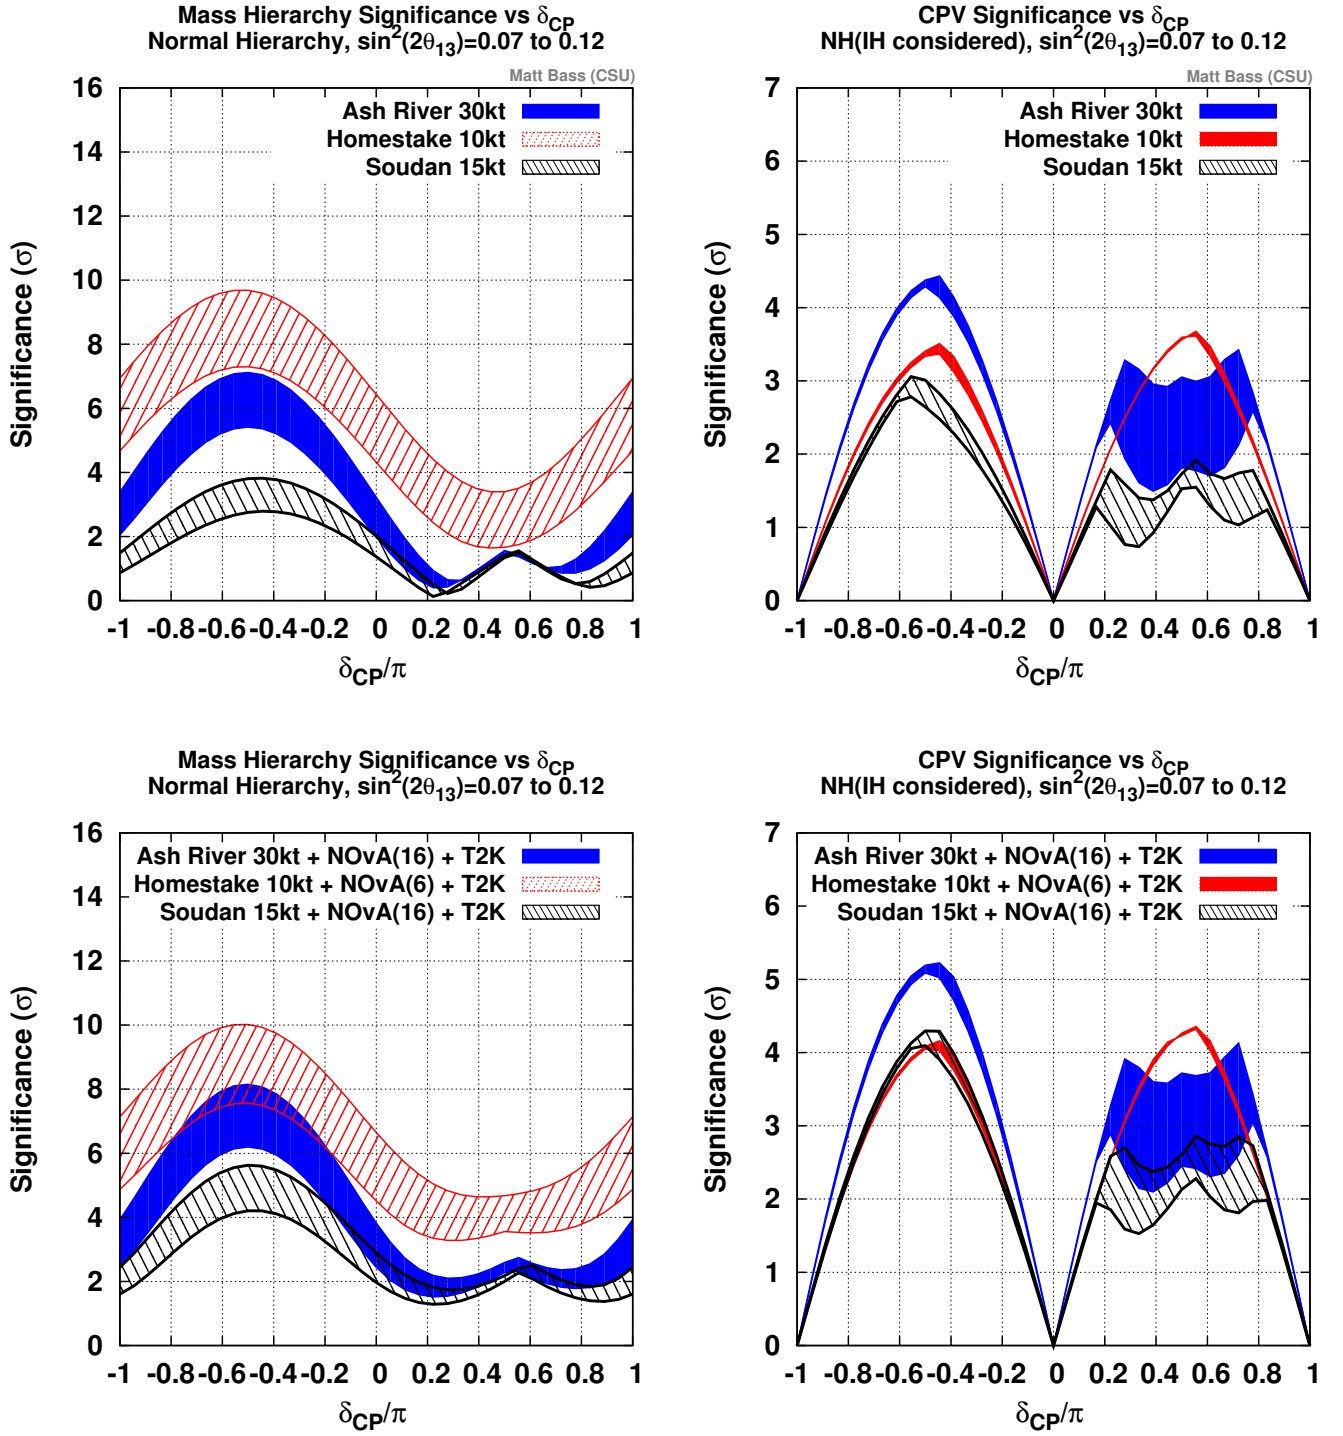 Mass Hierarchy Significance vs δCP
Normal Hierarchy, sin²(2θ13)=0.07 to 0.12
Matt Bass (CSU)
Ash River 30kt
Homestake 10kt
Soudan 15kt
Significance (σ)
16
14
12
10
8
6
4
2
0
-1 -0.8 -0.6 -0.4 -0.2 0 0.2 0.4 0.6 0.8 1
δCP/π
CPV Significance vs δCP
NH(IH considered), sin²(2θ13)=0.07 to 0.12
Matt Bass (CSU)
Ash River 30kt
Homestake 10kt
Soudan 15kt
Significance (σ)
7
6
5
4
3
2
1
0
-1 -0.8 -0.6 -0.4 -0.2 0 0.2 0.4 0.6 0.8 1
δCP/π
Mass Hierarchy Significance vs δCP
Normal Hierarchy, sin²(2θ13)=0.07 to 0.12
Ash River 30kt + NOvA(16) + T2K
Homestake 10kt + NOvA(6) + T2K
Soudan 15kt + NOvA(16) + T2K
Significance (σ)
16
14
12
10
8
6
4
2
0
-1 -0.8 -0.6 -0.4 -0.2 0 0.2 0.4 0.6 0.8 1
δCP/π
CPV Significance vs δCP
NH(IH considered), sin²(2θ13)=0.07 to 0.12
Ash River 30kt + NOvA(16) + T2K
Homestake 10kt + NOvA(6) + T2K
Soudan 15kt + NOvA(16) + T2K
Significance (σ)
7
6
5
4
3
2
1
0
-1 -0.8 -0.6 -0.4 -0.2 0 0.2 0.4 0.6 0.8 1
δCP/π